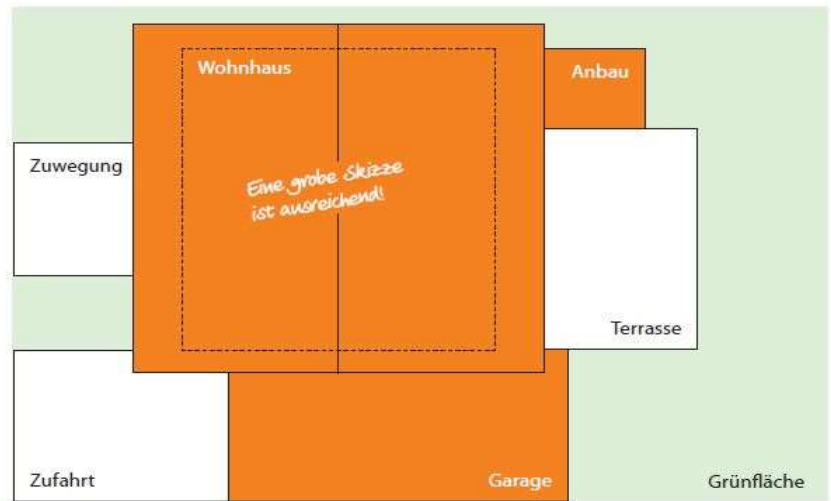 Wohnhaus
Anbau
Zuwegung
Eine grobe Skizze
ist ausreichend!
Terrasse
Zufahrt
Garage
Grünfläche